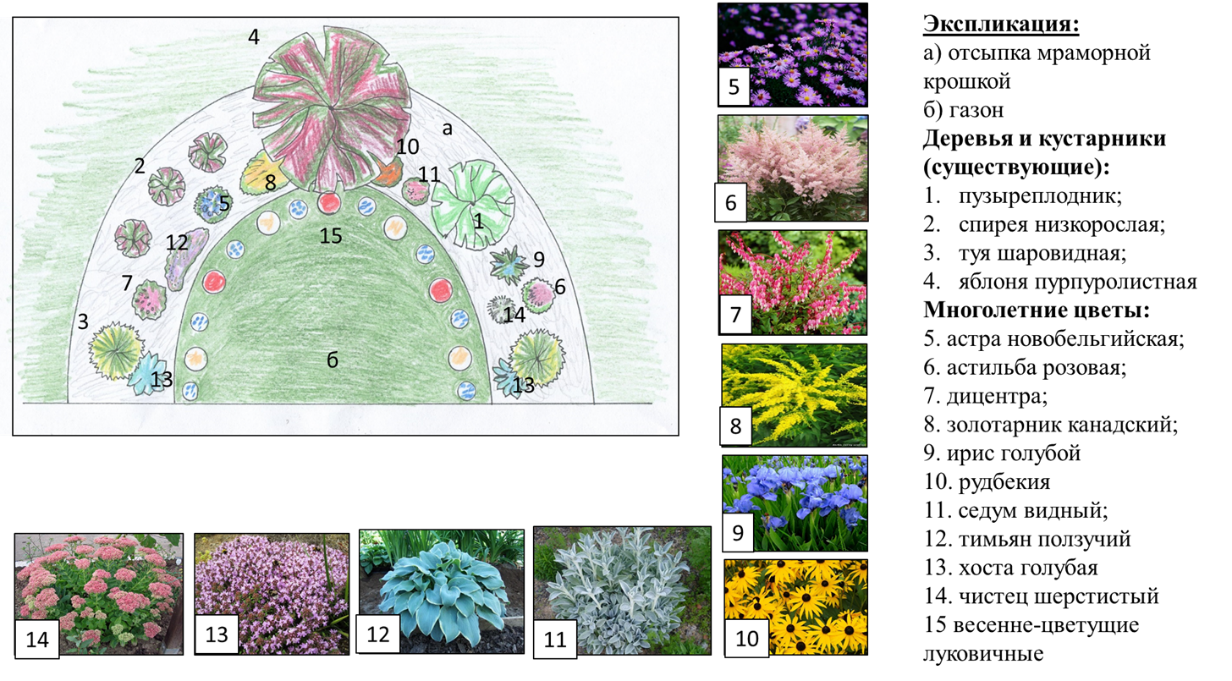 4
а
2
10
8
11
5
1
15
12
9
7
6
14
3
б
13
13
5
6
7
8
9
14
13
12
11
10
Экспликация:
а) отсыпка мраморной
крошкой
б) газон
Деревья и кустарники
(существующие):
1. пузыреплодник;
2. спирея низкорослая;
3. туя шаровидная;
4. яблоня пурпуролистная
Многолетние цветы:
5. астра новобельгийская;
6. астильба розовая;
7. дицентра;
8. золотарник канадский;
9. ирис голубой
10. рудбекия
11. седум видный;
12. тимьян ползучий
13. хоста голубая
14. чистец шерстистый
15 весенне-цветущие
луковичные